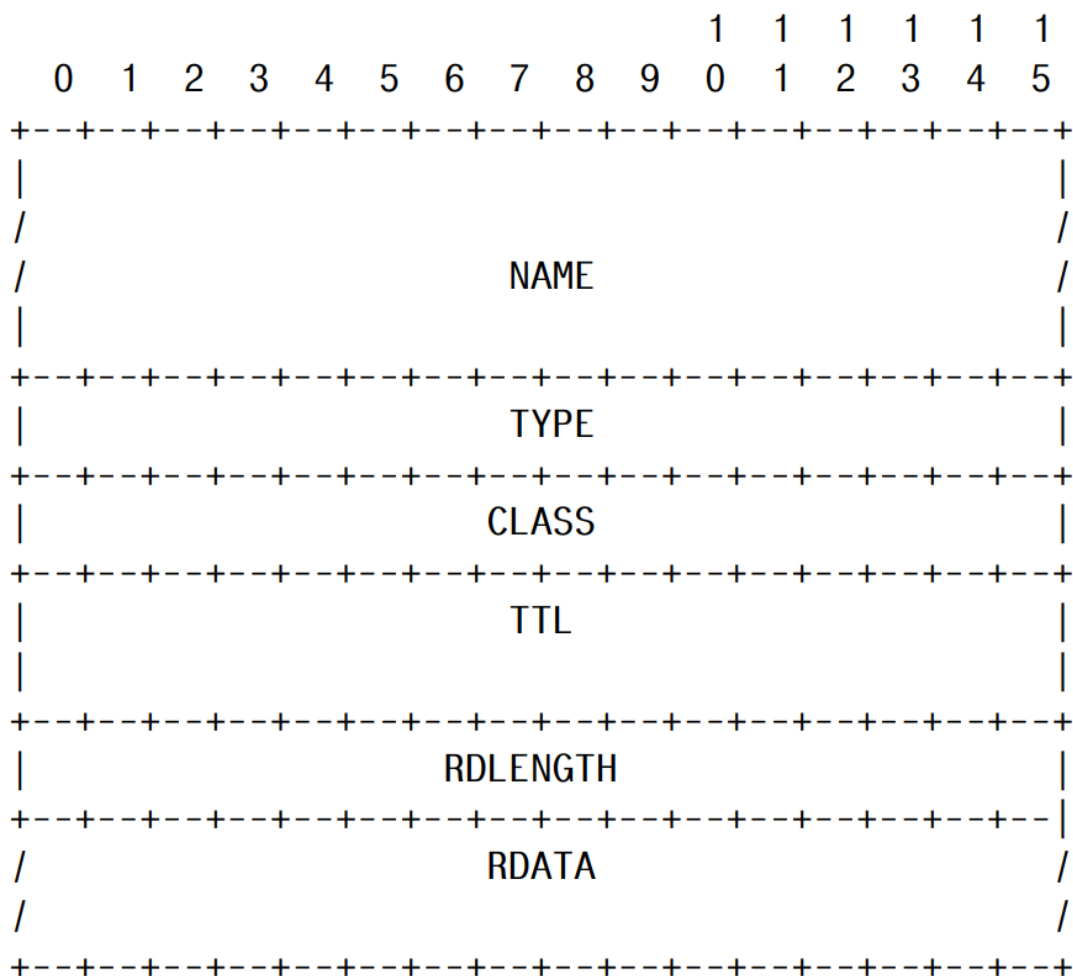 1  1  1  1  1  1
  0  1  2  3  4  5  6  7  8  9  0  1  2  3  4  5
+--+--+--+--+--+--+--+--+--+--+--+--+--+--+--+--+
|                                               |
/                                               /
/                      NAME                     /
|                                               |
+--+--+--+--+--+--+--+--+--+--+--+--+--+--+--+--+
|                      TYPE                     |
+--+--+--+--+--+--+--+--+--+--+--+--+--+--+--+--+
|                     CLASS                     |
+--+--+--+--+--+--+--+--+--+--+--+--+--+--+--+--+
|                      TTL                      |
|                                               |
+--+--+--+--+--+--+--+--+--+--+--+--+--+--+--+--+
|                   RDLENGTH                    |
+--+--+--+--+--+--+--+--+--+--+--+--+--+--+--+--|
/                     RDATA                     /
/                                               /
+--+--+--+--+--+--+--+--+--+--+--+--+--+--+--+--+